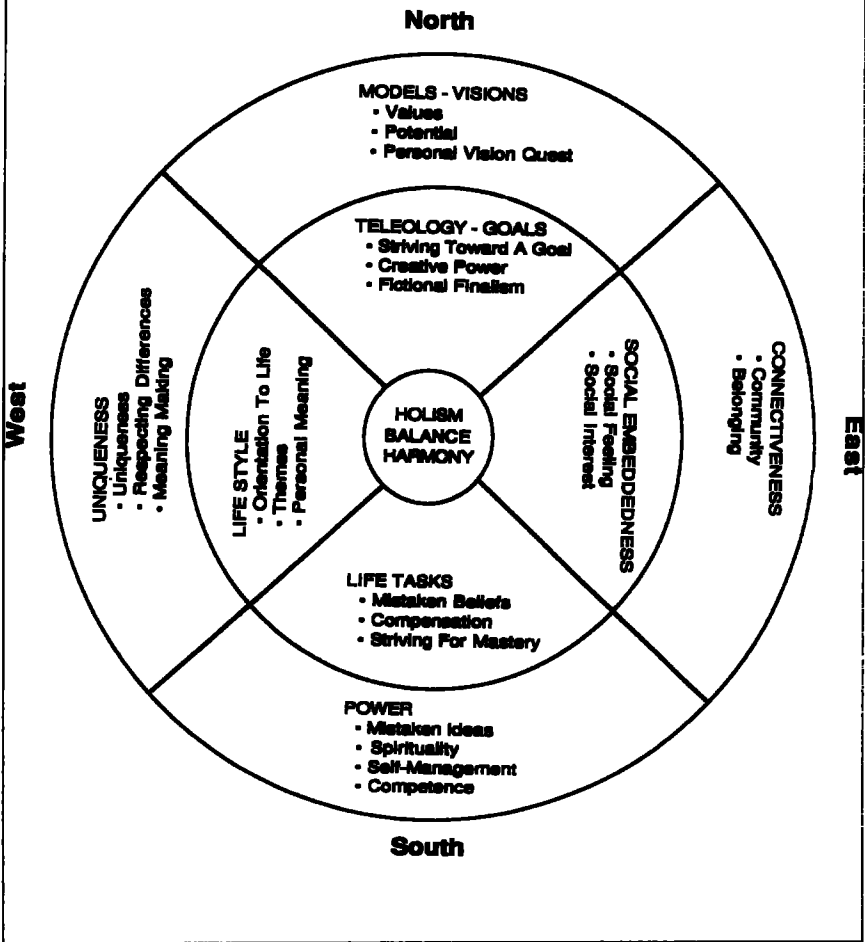 North
MODELS - VISIONS
• Values
• Potential
• Personal Vision Quest
TELEOLOGY - GOALS
• Striving Toward A Goal
• Creative Power
• Fictional Finalism
West
UNIQUENESS
• Uniqueness
• Respecting Differences
• Meaning Making
LIFE STYLE
• Orientation To Life
• Themes
• Personal Meaning
HOLISM
BALANCE
HARMONY
SOCIAL EMBEDDEDNESS
• Social Feeling
• Social Interest
CONNECTIVENESS
• Community
• Belonging
East
LIFE TASKS
• Mistaken Beliefs
• Compensation
• Striving For Mastery
POWER
• Mistaken Ideas
• Spirituality
• Self-Management
• Competence
South